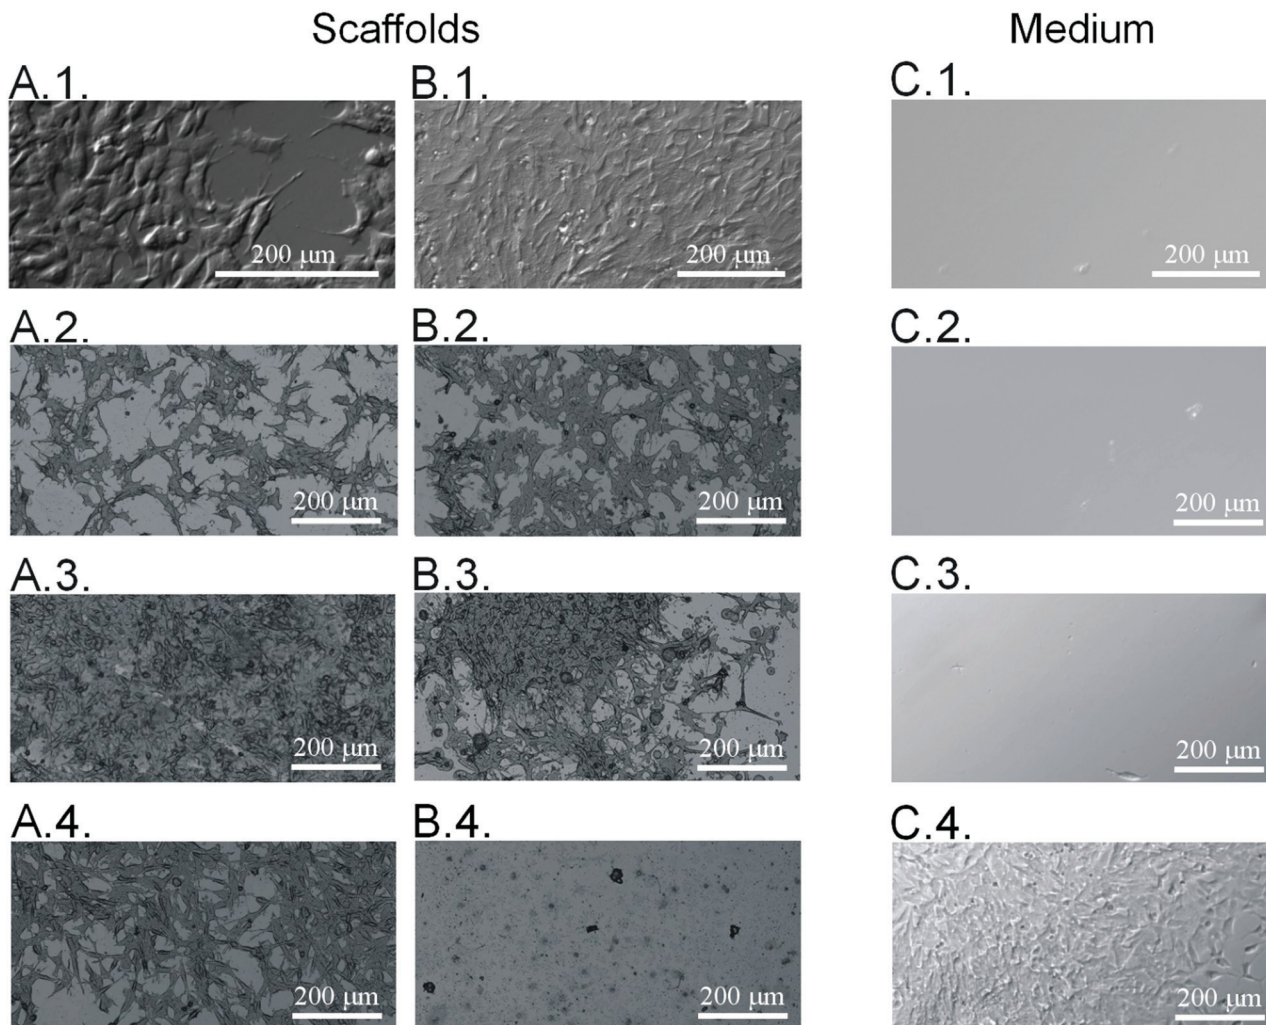 Scaffolds Medium
A.1. B.1. C.1.
200 µm 200 µm 200 µm
A.2. B.2. C.2.
200 µm 200 µm 200 µm
A.3. B.3. C.3.
200 µm 200 µm 200 µm
A.4. B.4. C.4.
200 µm 200 µm 200 µm